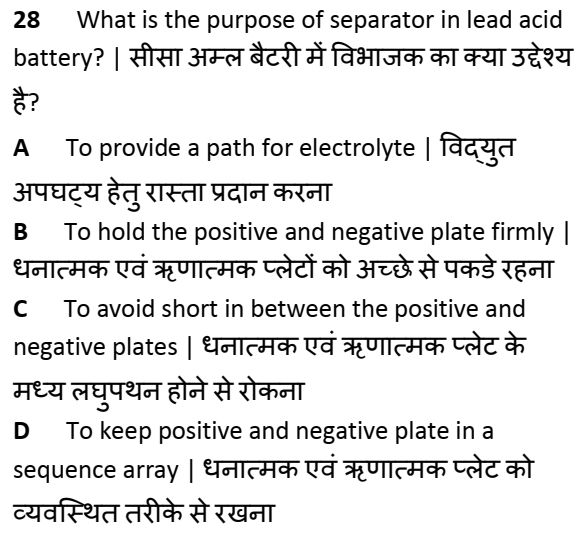 28 What is the purpose of separator in lead acid
battery? | सीसा अम्ल बैटरी में विभाजक का क्या उद्देश्य
है?
A To provide a path for electrolyte | विद्युत
अपघट्य हेतु रास्ता प्रदान करना
B To hold the positive and negative plate firmly |
धनात्मक एवं ऋणात्मक प्लेटों को अच्छे से पकडे रहना
C To avoid short in between the positive and
negative plates | धनात्मक एवं ऋणात्मक प्लेट के
मध्य लघुपथन होने से रोकना
D To keep positive and negative plate in a
sequence array | धनात्मक एवं ऋणात्मक प्लेट को
व्यवस्थित तरीके से रखना